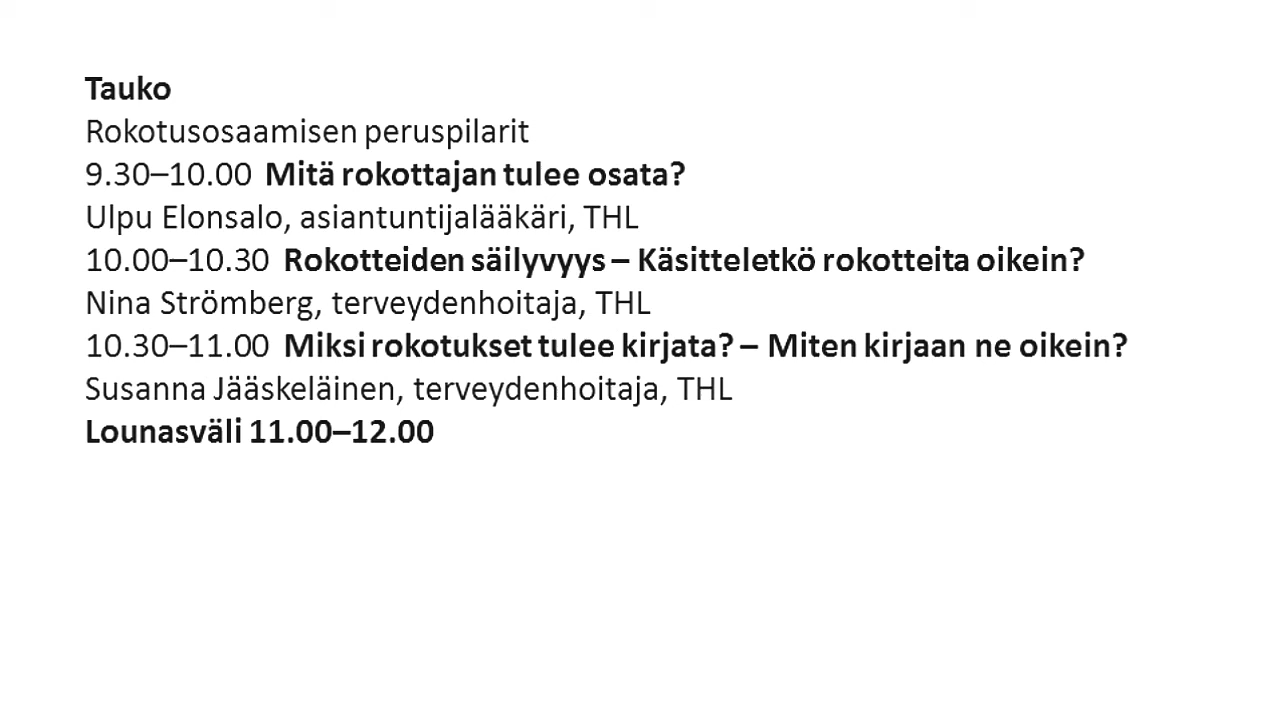 Tauko
Rokotusosaamisen peruspilarit
9.30–10.00 Mitä rokottajan tulee osata?
Ulpu Elonsalo, asiantuntijalääkäri, THL
10.00–10.30 Rokotteiden säilyvyys – Käsitteletkö rokotteita oikein?
Nina Strömberg, terveydenhoitaja, THL
10.30–11.00 Miksi rokotukset tulee kirjata? – Miten kirjaan ne oikein?
Susanna Jääskeläinen, terveydenhoitaja, THL
Lounasväli 11.00–12.00